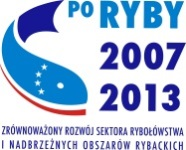 PO RYBY
2007
2013
ZRÓWNOWAŻONY ROZWÓJ SEKTORA RYBOŁÓWSTWA
I NADBRZEŻNYCH OBSZARÓW RYBACKICH